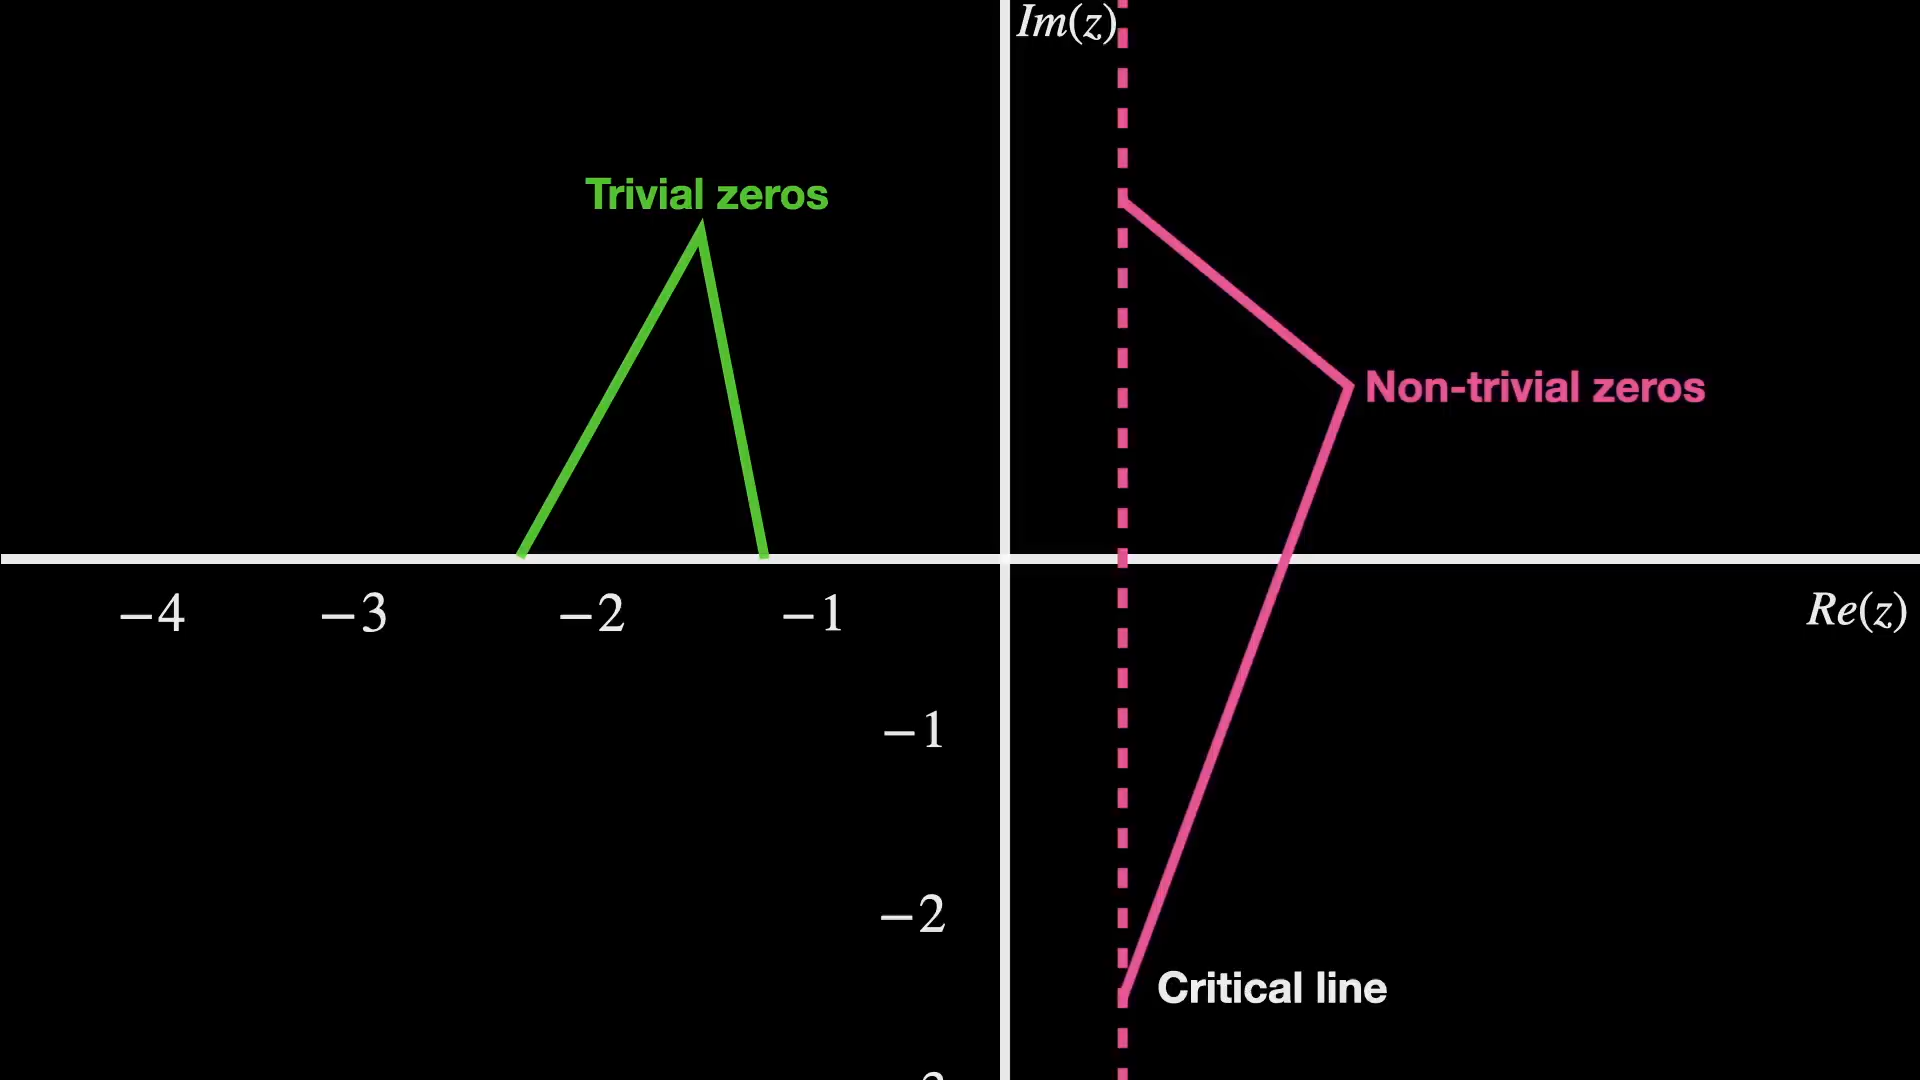 Im(z)
Trivial zeros
Non-trivial zeros
−4 −3 −2 −1 Re(z)
−1
−2
Critical line